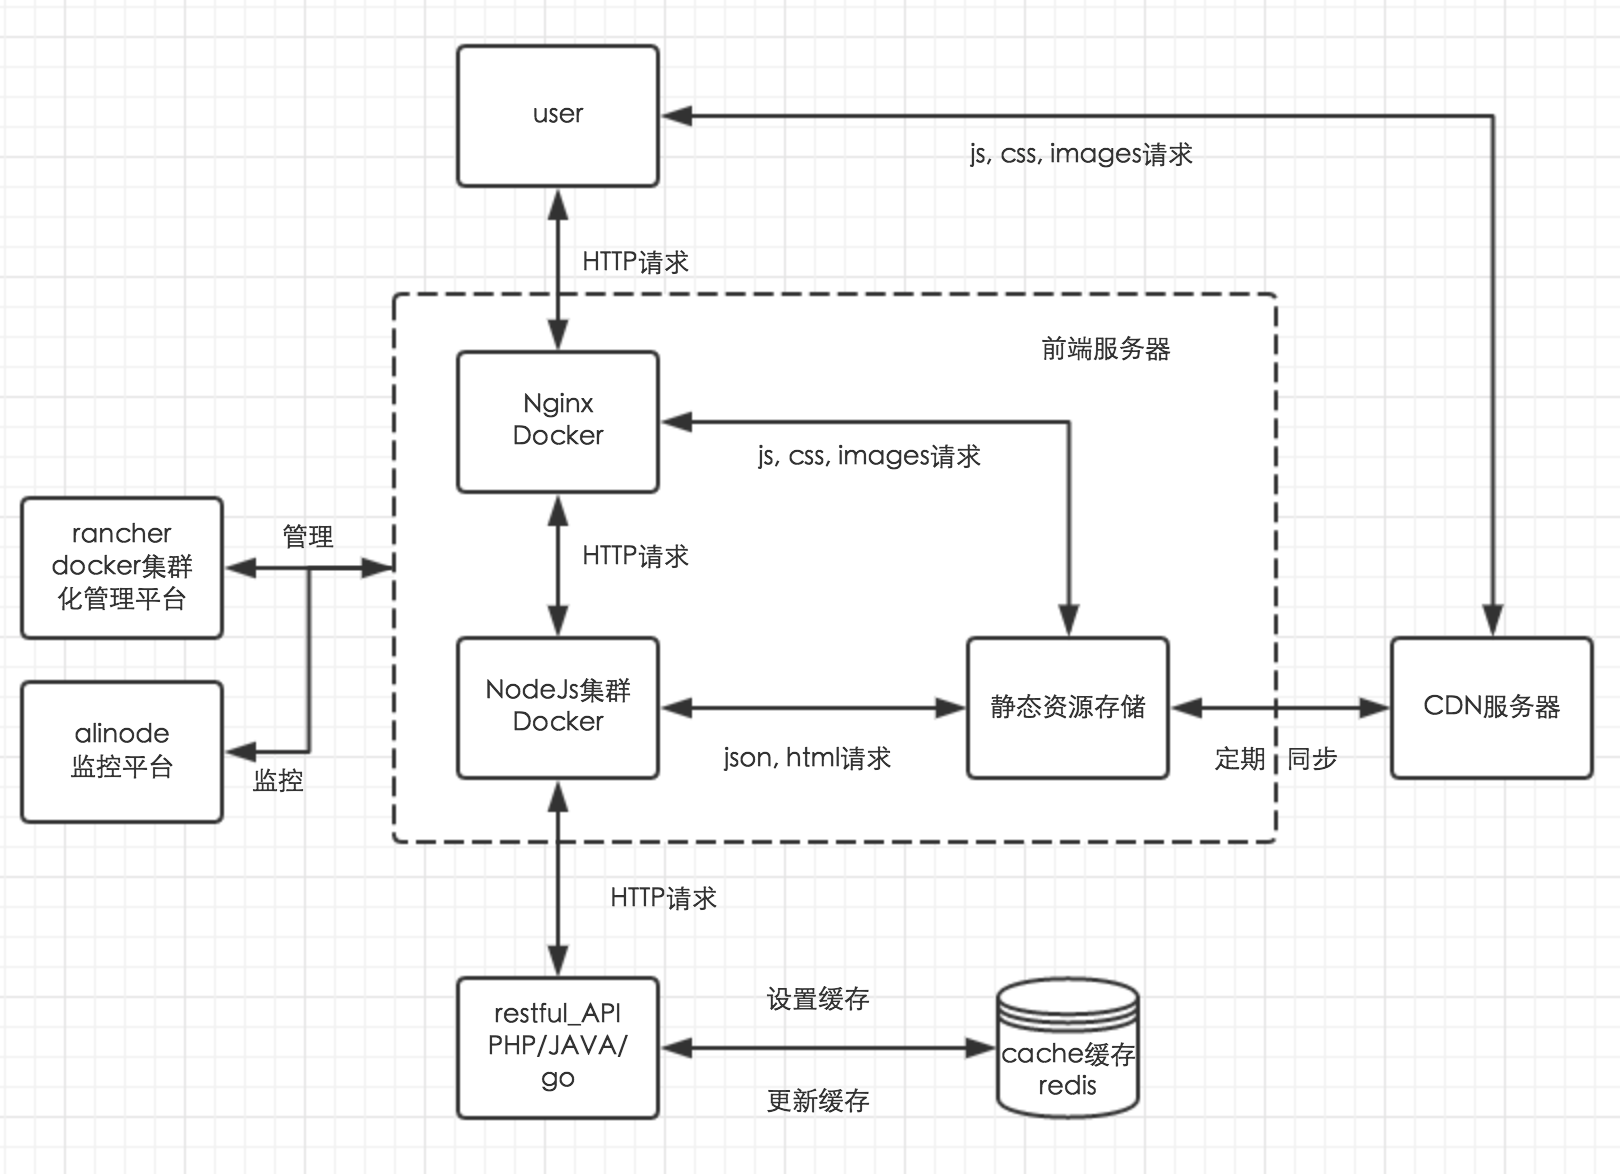 user
js, css, images请求
HTTP请求
前端服务器
Nginx
Docker
js, css, images请求
rancher
docker集群
化管理平台
管理
HTTP请求
alinode
监控平台
监控
NodeJs集群
Docker
json, html请求
静态资源存储
定期 同步
CDN服务器
HTTP请求
restful_API
PHP/JAVA/
go
设置缓存
更新缓存
cache缓存
redis